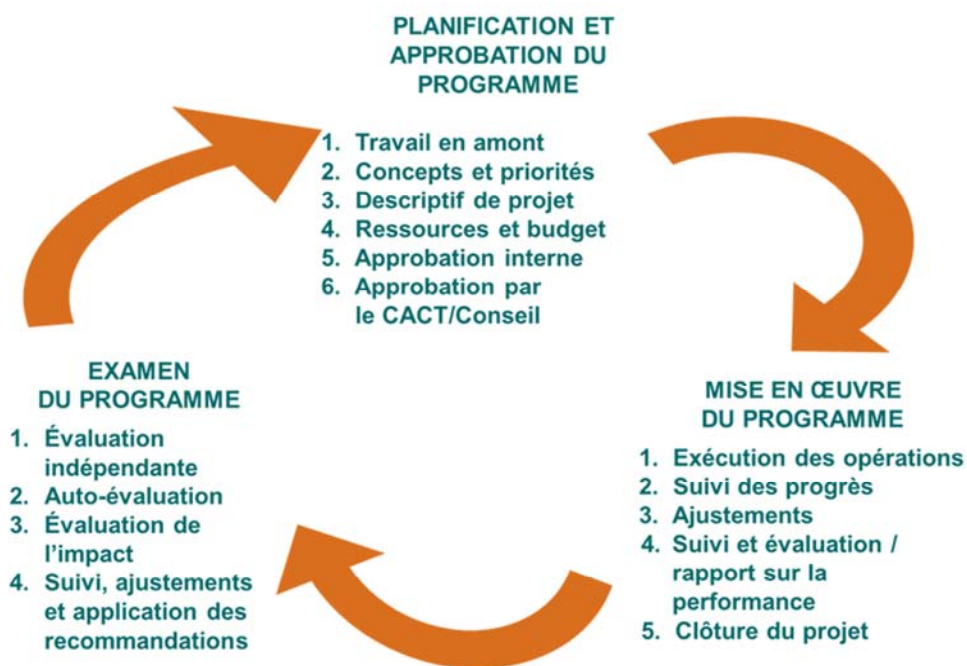 PLANIFICATION ET
APPROBATION DU
PROGRAMME
1. Travail en amont
2. Concepts et priorités
3. Descriptif de projet
4. Ressources et budget
5. Approbation interne
6. Approbation par
le CACT/Conseil
MISE EN ŒUVRE
DU PROGRAMME
1. Exécution des opérations
2. Suivi des progrès
3. Ajustements
4. Suivi et évaluation /
rapport sur la
performance
5. Clôture du projet
EXAMEN
DU PROGRAMME
1. Évaluation
indépendante
2. Auto-évaluation
3. Évaluation de
l’impact
4. Suivi, ajustements
et application des
recommandations